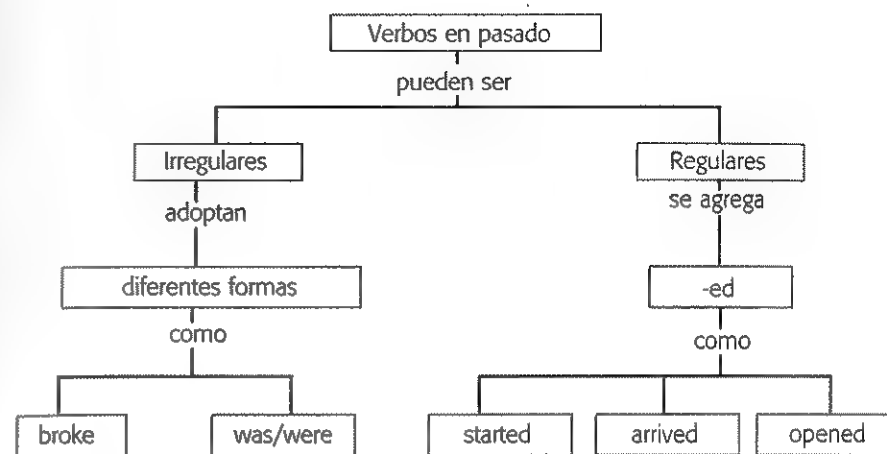 Verbos en pasado
pueden ser
Irregulares
Regulares
adoptan
se agrega
diferentes formas
-ed
como
como
broke
was/were
started
arrived
opened